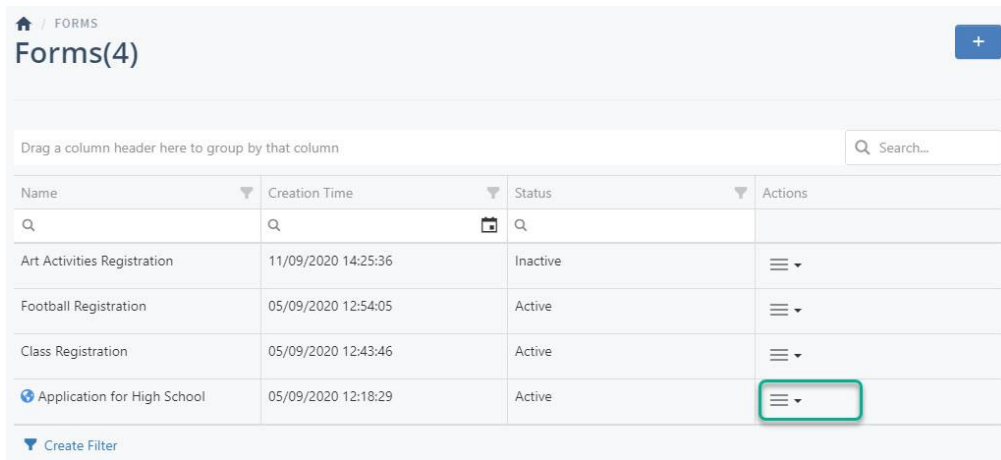 / FORMS
Forms(4)
+
Drag a column header here to group by that column
Search...
Name Creation Time Status Actions
Art Activities Registration 11/09/2020 14:25:36 Inactive
Football Registration 05/09/2020 12:54:05 Active
Class Registration 05/09/2020 12:43:46 Active
Application for High School 05/09/2020 12:18:29 Active
Create Filter